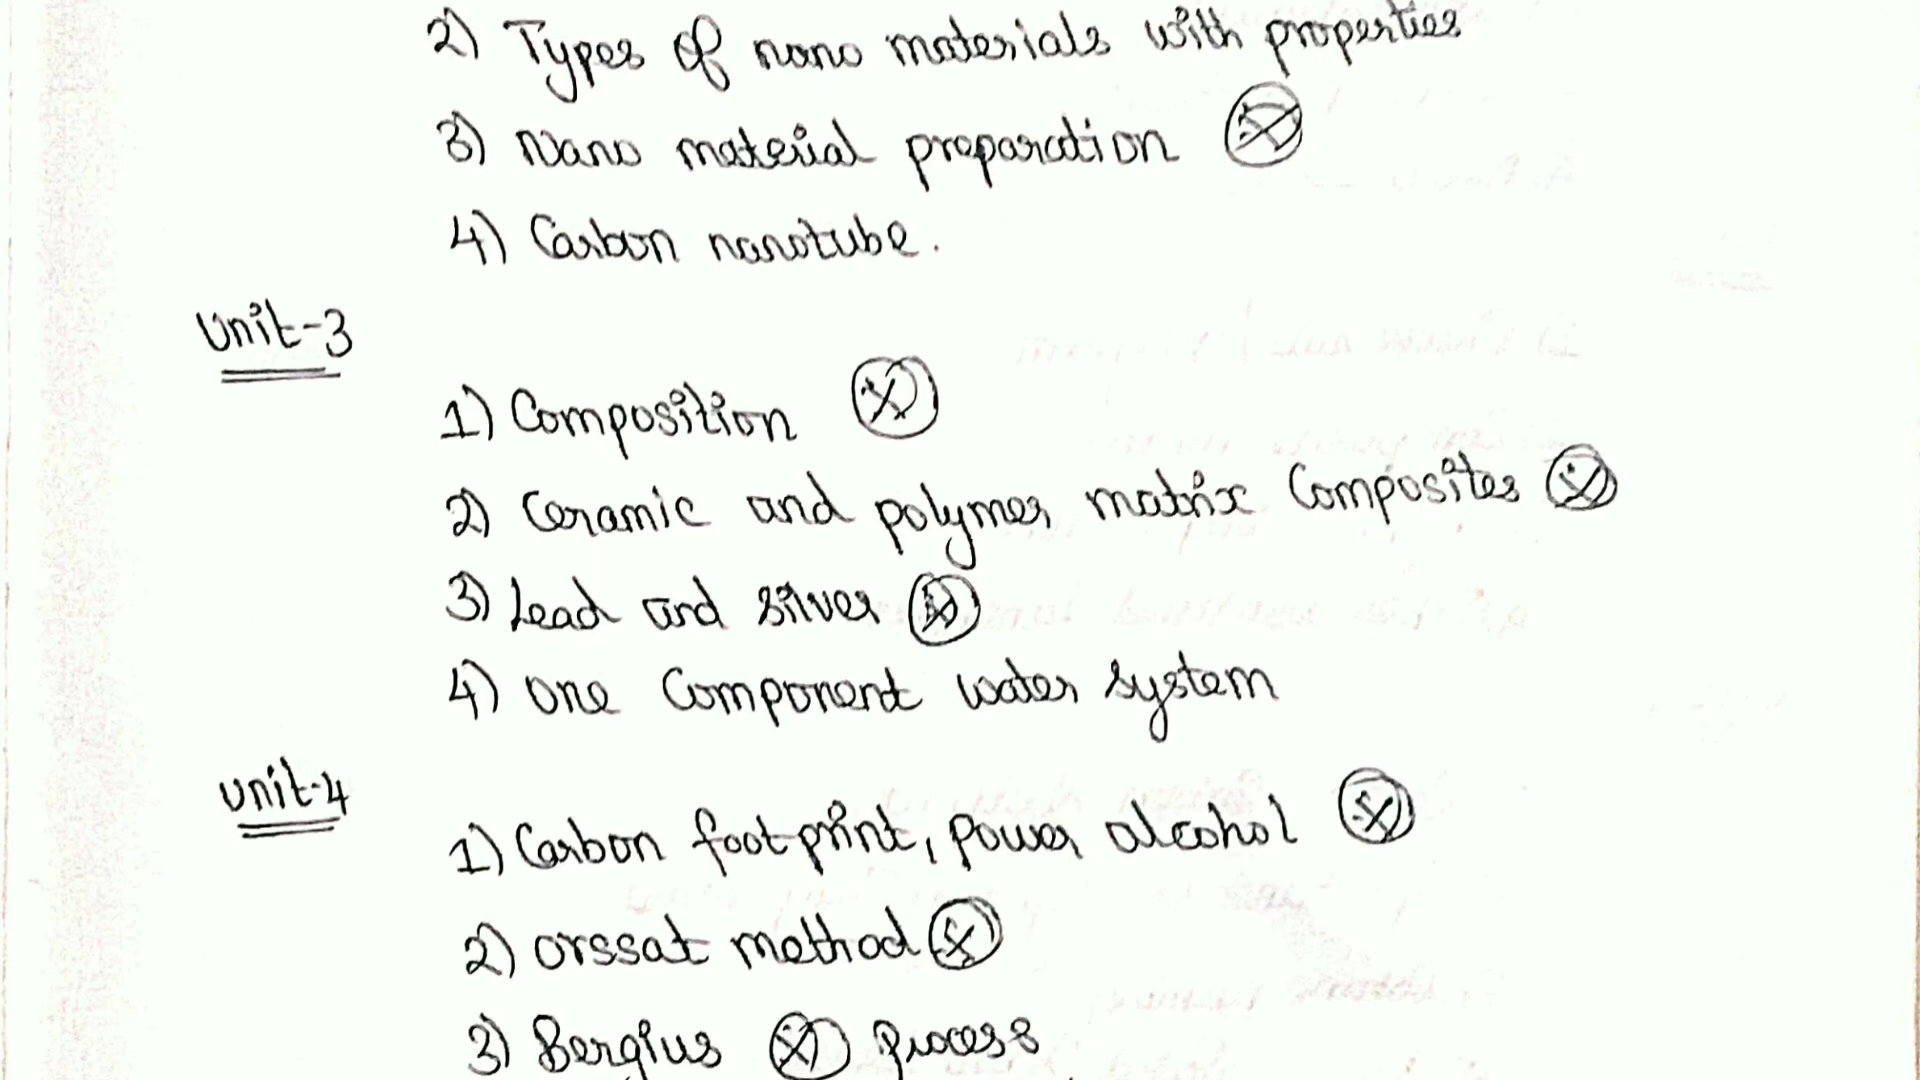 2) Types of nano materials with properties
3) Nano material preparation
4) Carbon nanotube.
Unit-3
1) Composition
2) Ceramic and polymer matrix Composites
3) Lead and silver
4) One Component water system
Unit-4
1) Carbon foot-print, power alcohol
2) Orssat method
3) Bergius process